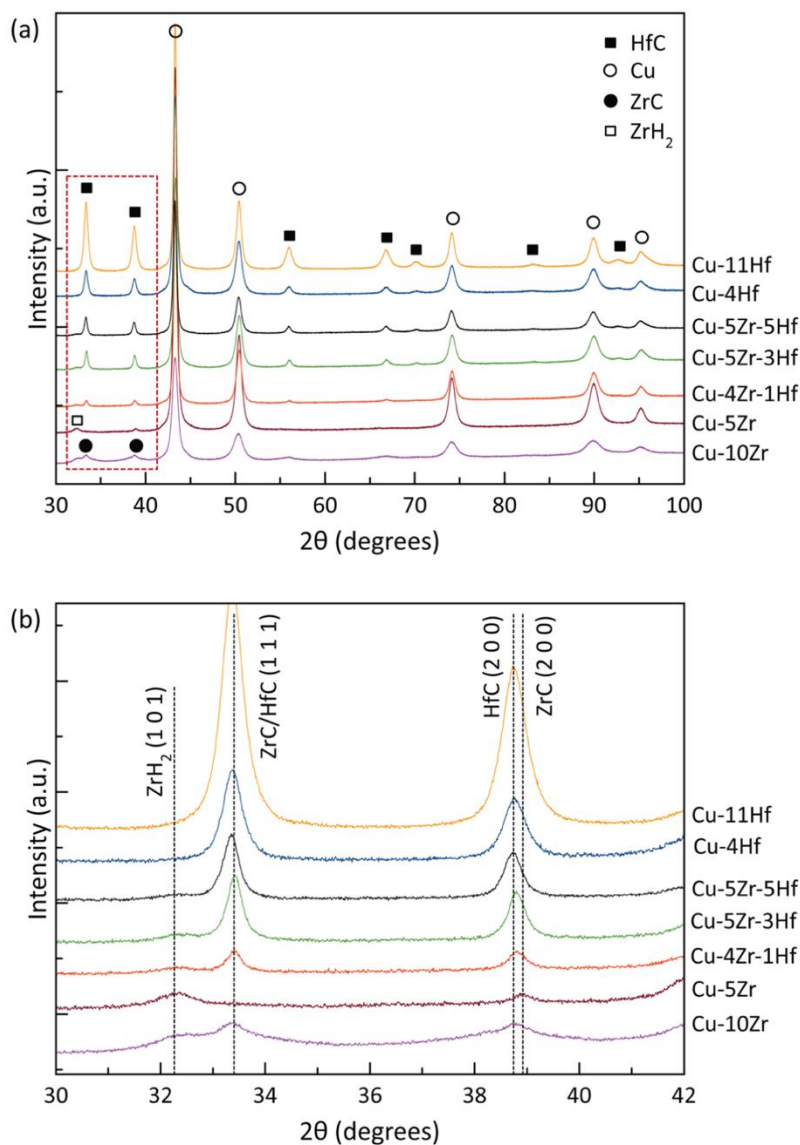 (a)
HfC
Cu
ZrC
ZrH2
Intensity (a.u.)
Cu-11Hf
Cu-4Hf
Cu-5Zr-5Hf
Cu-5Zr-3Hf
Cu-4Zr-1Hf
Cu-5Zr
Cu-10Zr
30 40 50 60 70 80 90 100
2θ (degrees)
(b)
ZrH2 (1 0 1)
ZrC/HfC (1 1 1)
HfC (2 0 0)
ZrC (2 0 0)
Intensity (a.u.)
Cu-11Hf
Cu-4Hf
Cu-5Zr-5Hf
Cu-5Zr-3Hf
Cu-4Zr-1Hf
Cu-5Zr
Cu-10Zr
30 32 34 36 38 40 42
2θ (degrees)